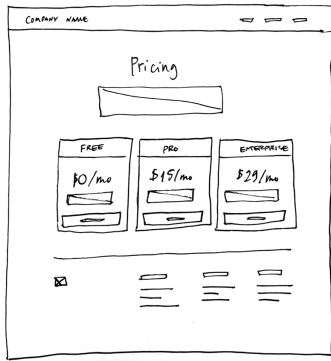 COMPANY NAME
Pricing
FREE
PRO
ENTERPRISE
$0/mo
$15/mo
$29/mo